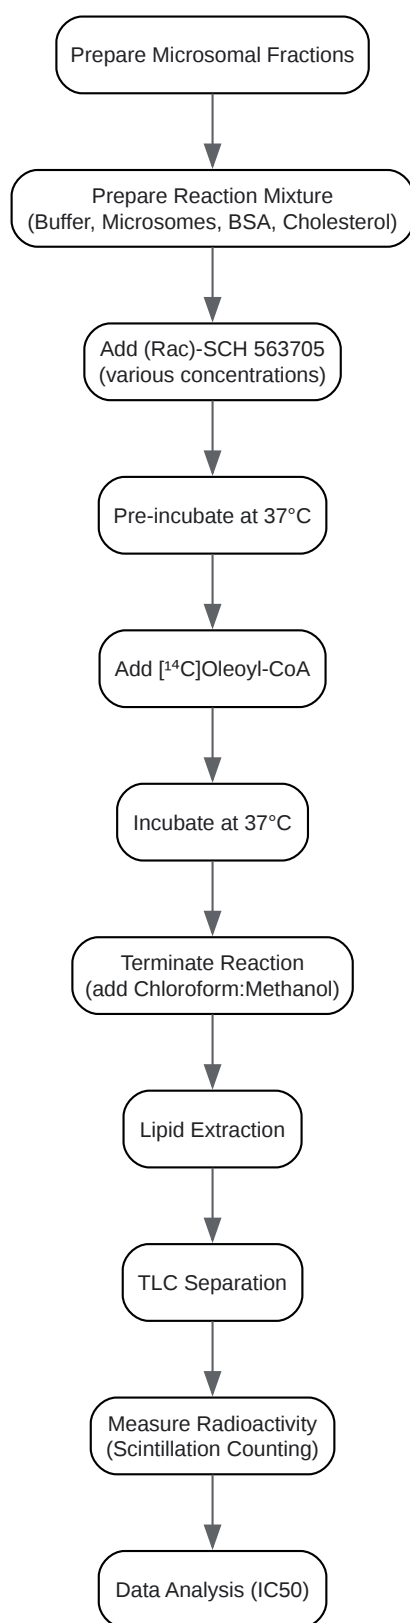 Prepare Microsomal Fractions
Prepare Reaction Mixture
(Buffer, Microsomes, BSA, Cholesterol)
Add (Rac)-SCH 563705
(various concentrations)
Pre-incubate at 37°C
Add [¹⁴C]Oleoyl-CoA
Incubate at 37°C
Terminate Reaction
(add Chloroform:Methanol)
Lipid Extraction
TLC Separation
Measure Radioactivity
(Scintillation Counting)
Data Analysis (IC50)